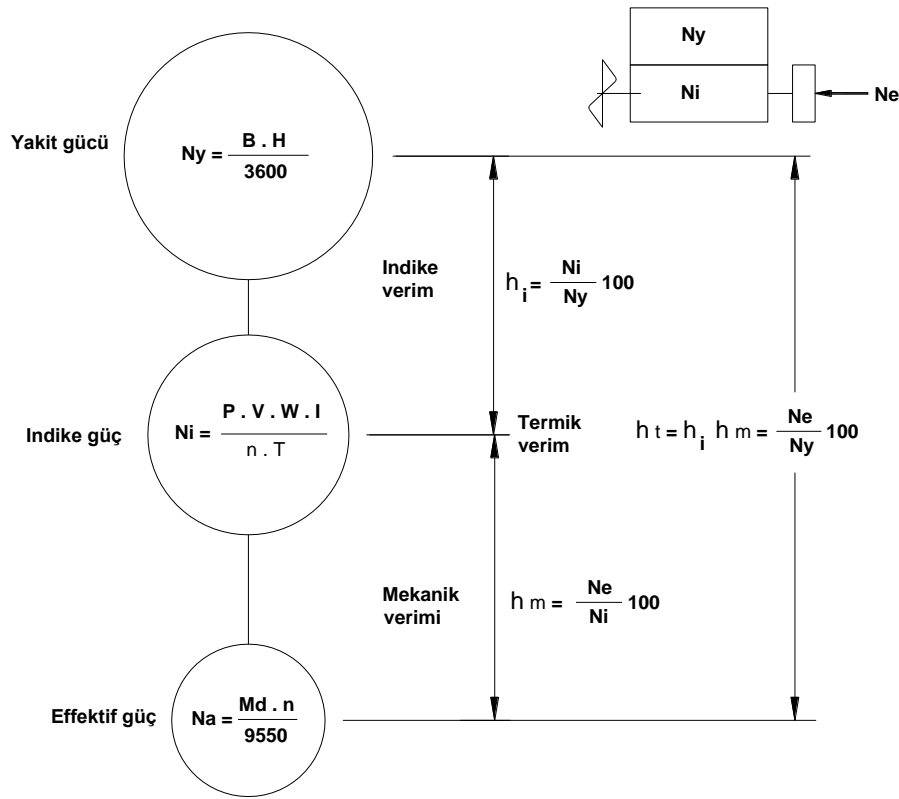 Ny
Ni
Ne
Yakit gücü
Ny = B . H
3600
Indike
verim
h i = Ni
Ny 100
Indike güç
Ni = P . V . W . I
n . T
Termik
verim
h t = h i h m = Ne
Ny 100
Mekanik
verimi
h m = Ne
Ni 100
Effektif güç
Na = Md . n
9550